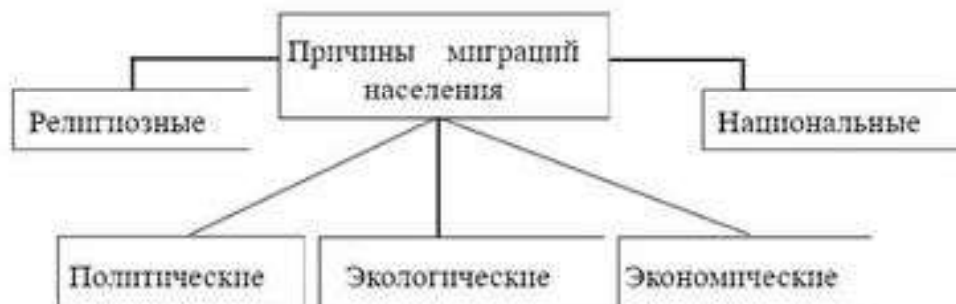 Причины миграций
населения
Религиозные
Национальные
Политические
Экологические
Экономические